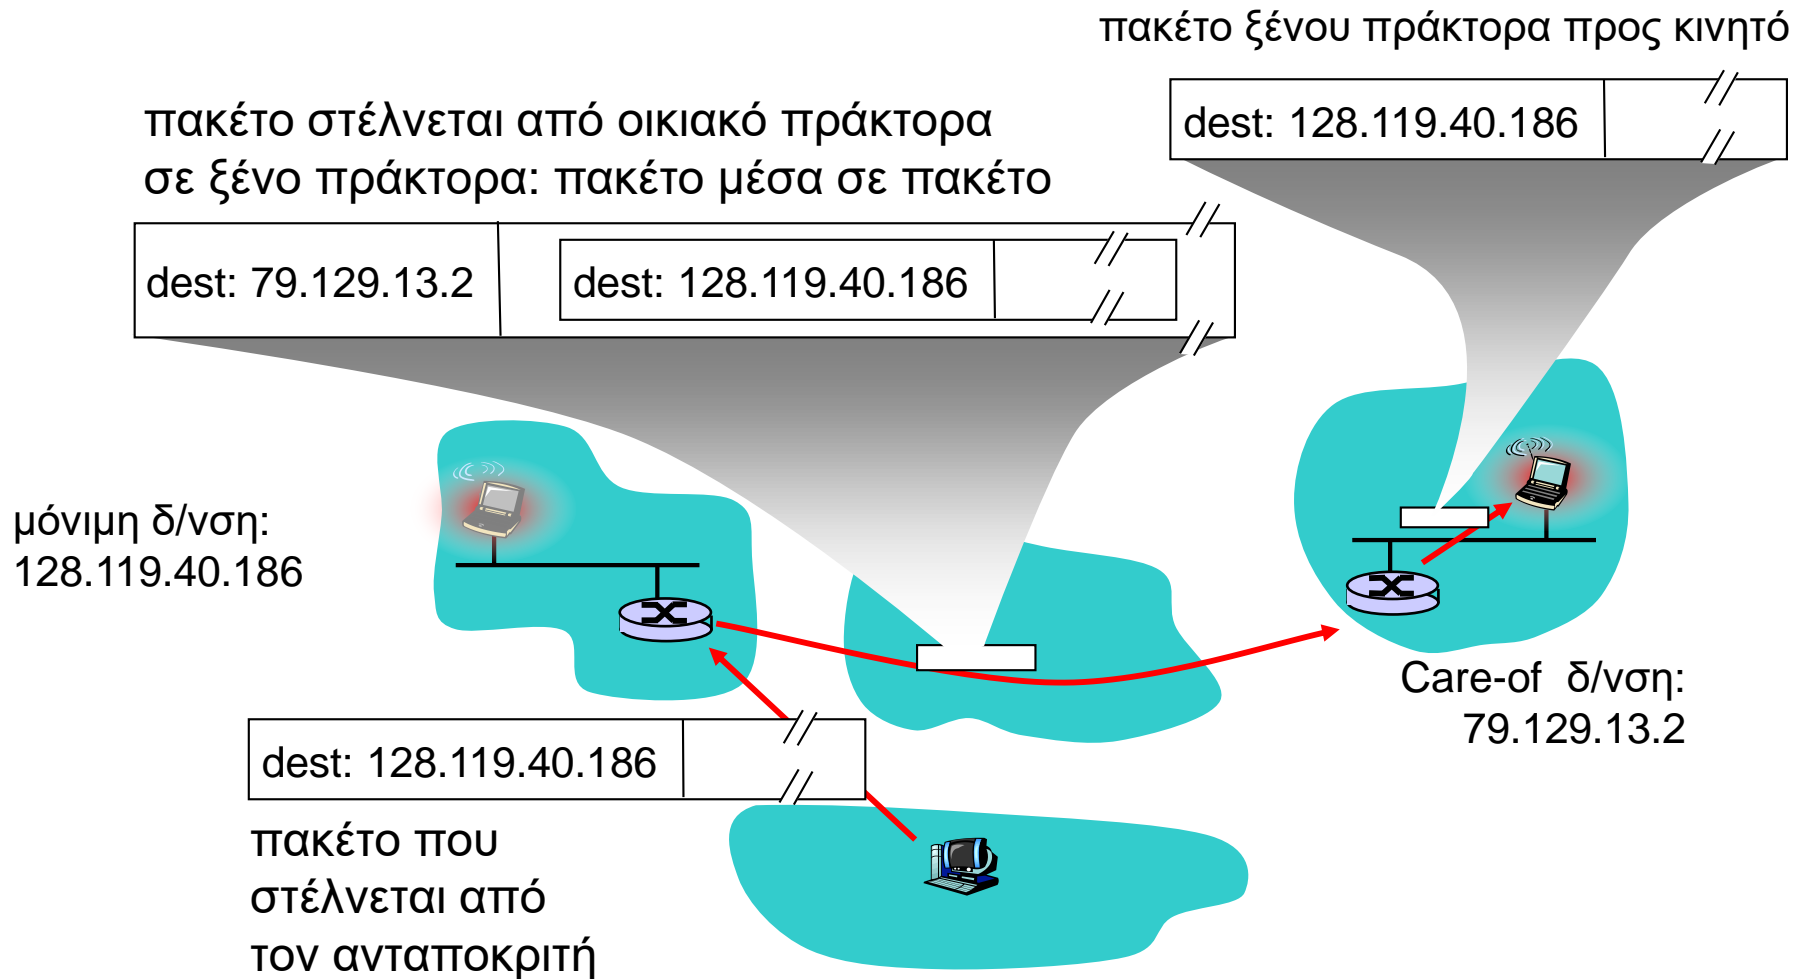 πακέτο ξένου πράκτορα προς κινητό
dest: 128.119.40.186
πακέτο στέλνεται από οικιακό πράκτορα
σε ξένο πράκτορα: πακέτο μέσα σε πακέτο
dest: 79.129.13.2
dest: 128.119.40.186
μόνιμη δ/νση:
128.119.40.186
Care-of δ/νση:
79.129.13.2
dest: 128.119.40.186
πακέτο που
στέλνεται από
τον ανταποκριτή